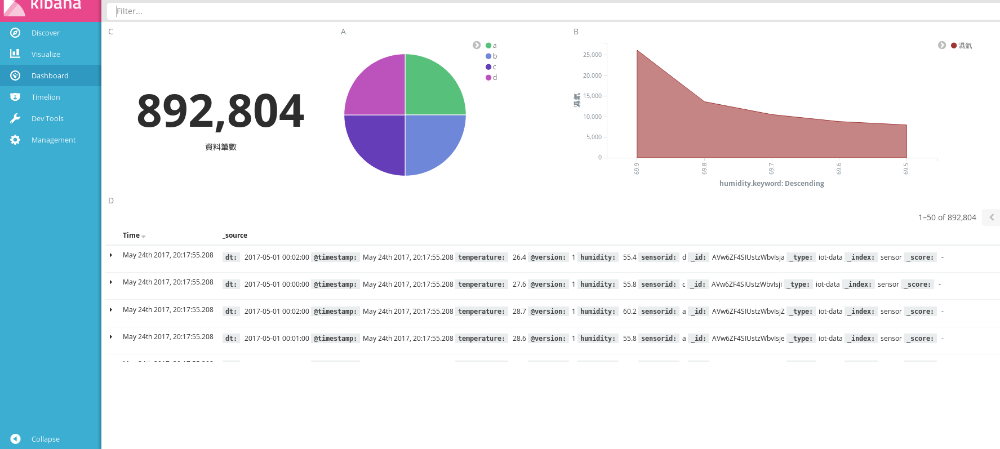 kibana
Filter...
Discover
Visualize
Dashboard
Timelion
Dev Tools
Management
Collapse
C
892,804
資料筆數
A
a
b
c
d
B
濕氣
濕氣
25,000
20,000
15,000
10,000
5,000
0
69.9
69.8
69.7
69.6
69.5
humidity.keyword: Descending
D
1–50 of 892,804
Time _source
May 24th 2017, 20:17:55.208 dt: 2017-05-01 00:02:00 @timestamp: May 24th 2017, 20:17:55.208 temperature: 26.4 @version: 1 humidity: 55.4 sensorid: d _id: AVw6ZF4SIUstzWbvIsja _type: iot-data _index: sensor _score: -
May 24th 2017, 20:17:55.208 dt: 2017-05-01 00:00:00 @timestamp: May 24th 2017, 20:17:55.208 temperature: 27.6 @version: 1 humidity: 55.8 sensorid: c _id: AVw6ZF4SIUstzWbvIsji _type: iot-data _index: sensor _score: -
May 24th 2017, 20:17:55.208 dt: 2017-05-01 00:02:00 @timestamp: May 24th 2017, 20:17:55.208 temperature: 28.7 @version: 1 humidity: 60.2 sensorid: a _id: AVw6ZF4SIUstzWbvIsjZ _type: iot-data _index: sensor _score: -
May 24th 2017, 20:17:55.208 dt: 2017-05-01 00:01:00 @timestamp: May 24th 2017, 20:17:55.208 temperature: 28.6 @version: 1 humidity: 55.8 sensorid: a _id: AVw6ZF4SIUstzWbvIsje _type: iot-data _index: sensor _score: -